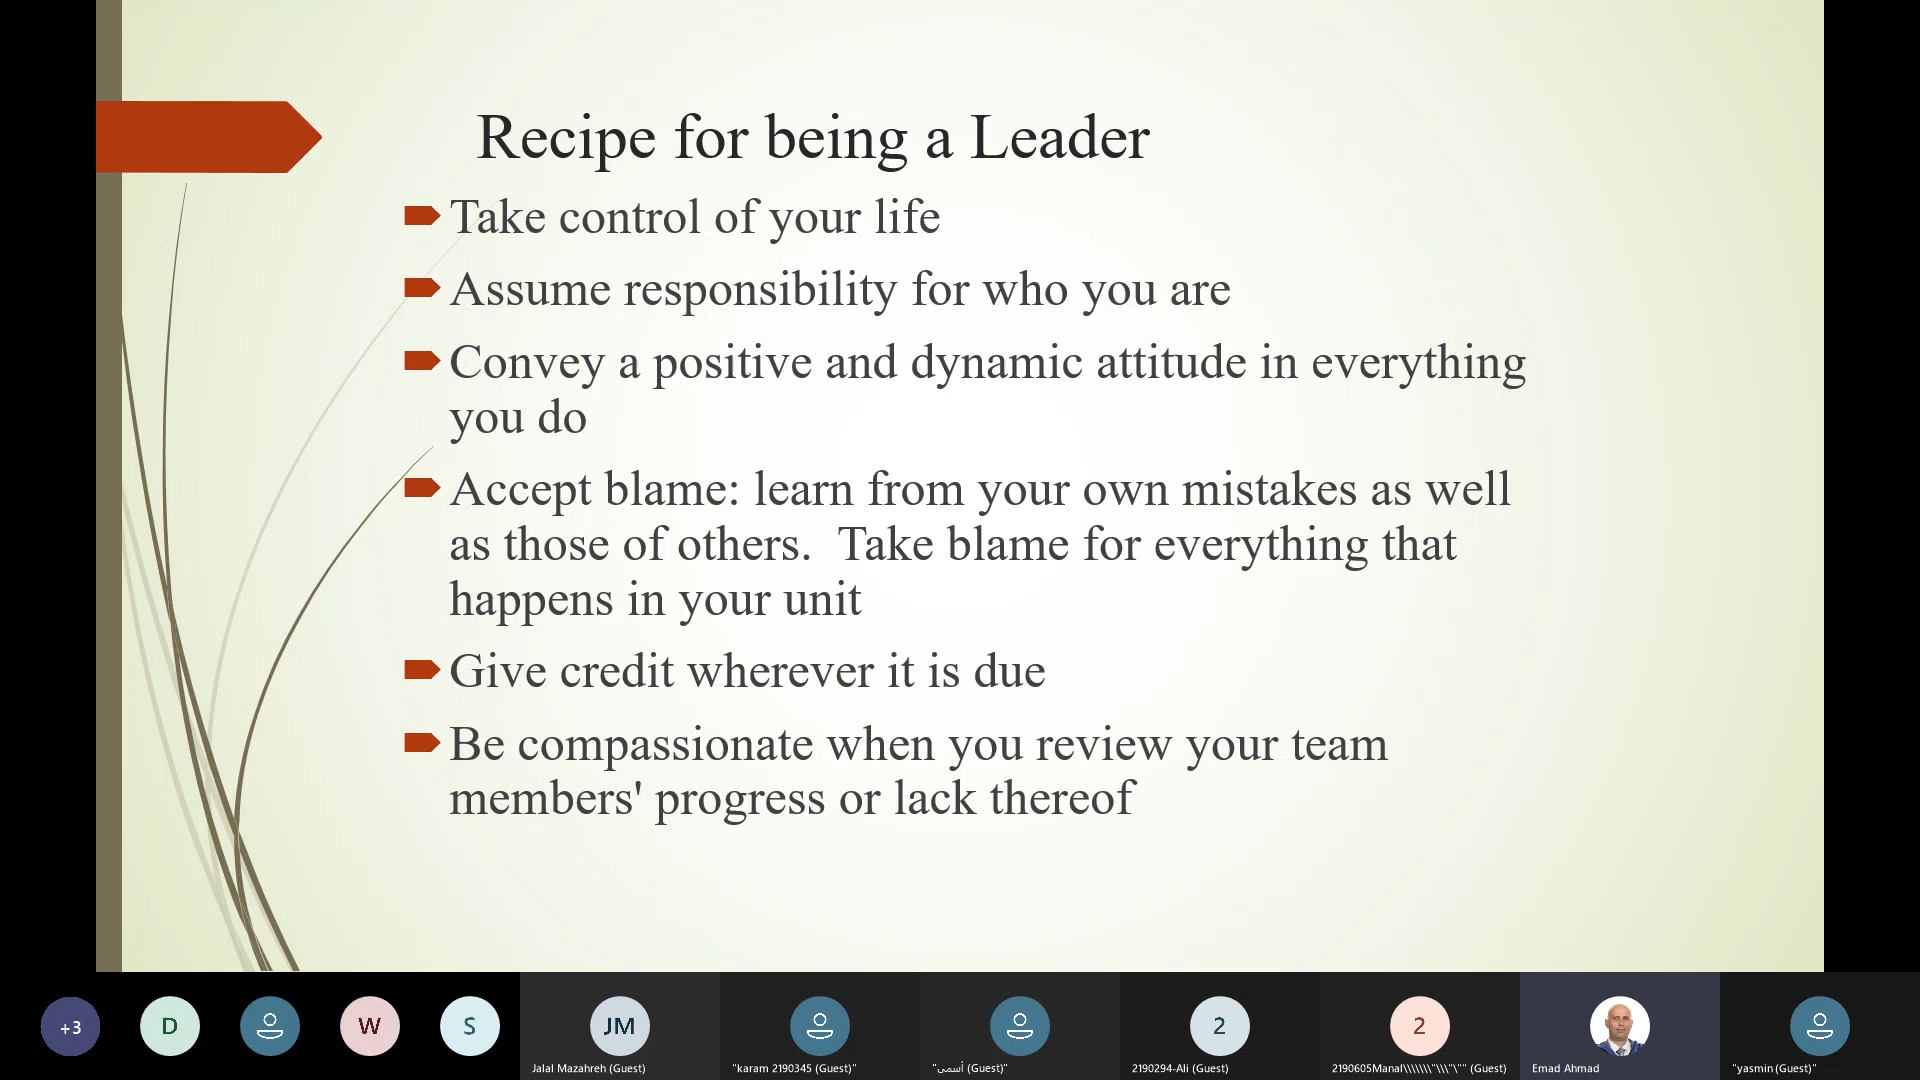 Recipe for being a Leader
Take control of your life
Assume responsibility for who you are
Convey a positive and dynamic attitude in everything
you do
Accept blame: learn from your own mistakes as well
as those of others.  Take blame for everything that
happens in your unit
Give credit wherever it is due
Be compassionate when you review your team
members' progress or lack thereof
+3
D
W
S
JM
2
2
Jalal Mazahreh (Guest)
"karam 2190345 (Guest)"
"أسمى (Guest)"
2190294-Ali (Guest)
2190605Manal\\\\\\\"\\\"\"" (Guest)
Emad Ahmad
"yasmin (Guest)"